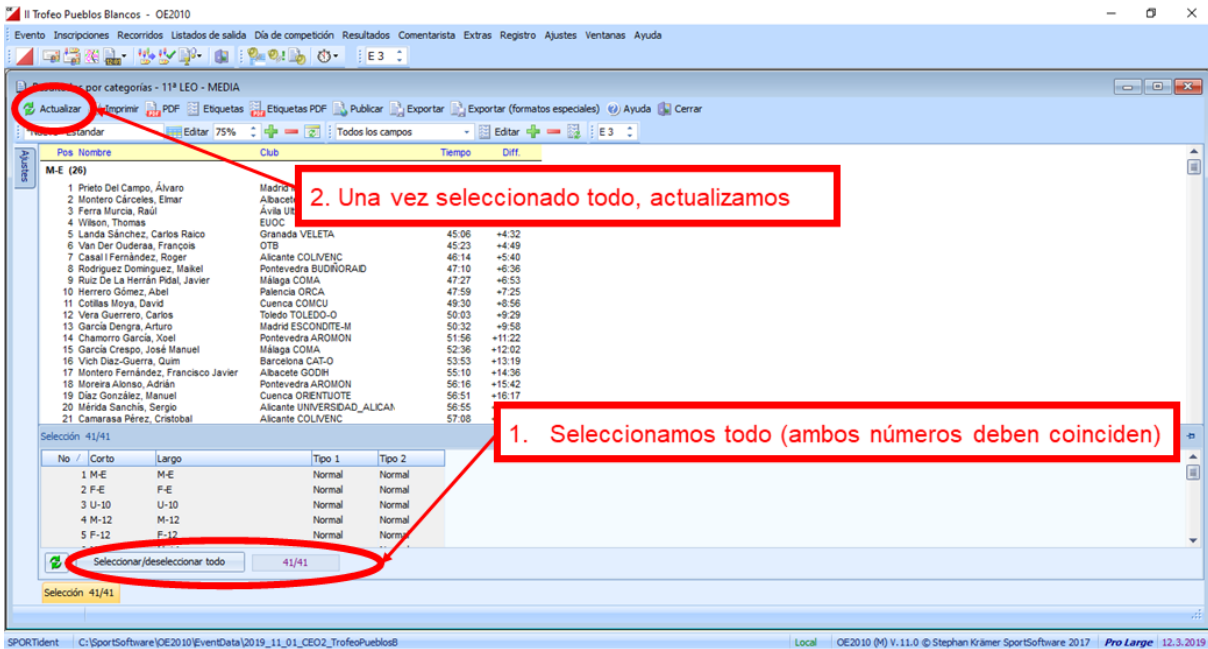 II Trofeo Pueblos Blancos - OE2010
Evento Inscripciones Recorridos Listados de salida Día de competición Resultados Comentarista Extras Registro Ajustes Ventanas Ayuda
E 3
por categorías - 11ª LEO - MEDIA
Actualizar Imprimir PDF Etiquetas Etiquetas PDF Publicar Exportar Exportar (formatos especiales) Ayuda Cerrar
Estandar Editar 75% Todos los campos Editar E 3
Ajustes
Pos Nombre Club Tiempo Diff.
M-E (26)
1 Prieto Del Campo, Álvaro Madrid
2 Montero Cárceles, Elmar Albacete
3 Ferra Murcia, Raúl Ávila
4 Wilson, Thomas EUOC
5 Landa Sánchez, Carlos Raico Granada VELETA 45:06 +4:32
6 Van Der Ouderaa, François OTB 45:23 +4:49
7 Casal I Fernández, Roger Alicante COLIVENC 46:14 +5:40
8 Rodriguez Dominguez, Maikel Pontevedra BUDIÑORAID 47:10 +6:36
9 Ruiz De La Herrán Pidal, Javier Málaga COMA 47:27 +6:53
10 Herrero Gómez, Abel Palencia ORCA 47:59 +7:25
11 Cotillas Moya, David Cuenca COMCU 49:30 +8:56
12 Vera Guerrero, Carlos Toledo TOLEDO-O 50:03 +9:29
13 García Dengra, Arturo Madrid ESCONDITE-M 50:32 +9:58
14 Chamorro García, Xoel Pontevedra AROMON 51:56 +11:22
15 García Crespo, José Manuel Málaga COMA 52:36 +12:02
16 Vich Diaz-Guerra, Quim Barcelona CAT-O 53:53 +13:19
17 Montero Fernández, Francisco Javier Albacete GODIH 55:10 +14:36
18 Moreira Alonso, Adrián Pontevedra AROMON 56:16 +15:42
19 Díaz González, Manuel Cuenca ORIENTIJOTE 56:51 +16:17
20 Mérida Sanchís, Sergio Alicante UNIVERSIDAD_ALICAN 56:55
21 Camarasa Pérez, Cristobal Alicante COLIVENC 57:08
2. Una vez seleccionado todo, actualizamos
1. Seleccionamos todo (ambos números deben coinciden)
Selección 41/41
No / Corto Largo Tipo 1 Tipo 2
1 M-E M-E Normal Normal
2 F-E F-E Normal Normal
3 U-10 U-10 Normal Normal
4 M-12 M-12 Normal Normal
5 F-12 F-12 Normal Normal
Seleccionar/deseleccionar todo 41/41
Selección 41/41
SPORTident C:\SportSoftware\OE2010\EventData\2019_11_01_CEO2_TrofeoPueblosB Local OE2010 (M) V.11.0 © Stephan Krämer SportSoftware 2017 Pro Large 12.3.2019